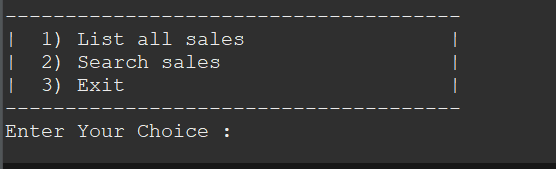 --------------------------------------
|  1) List all sales                 |
|  2) Search sales                   |
|  3) Exit                           |
--------------------------------------
Enter Your Choice :